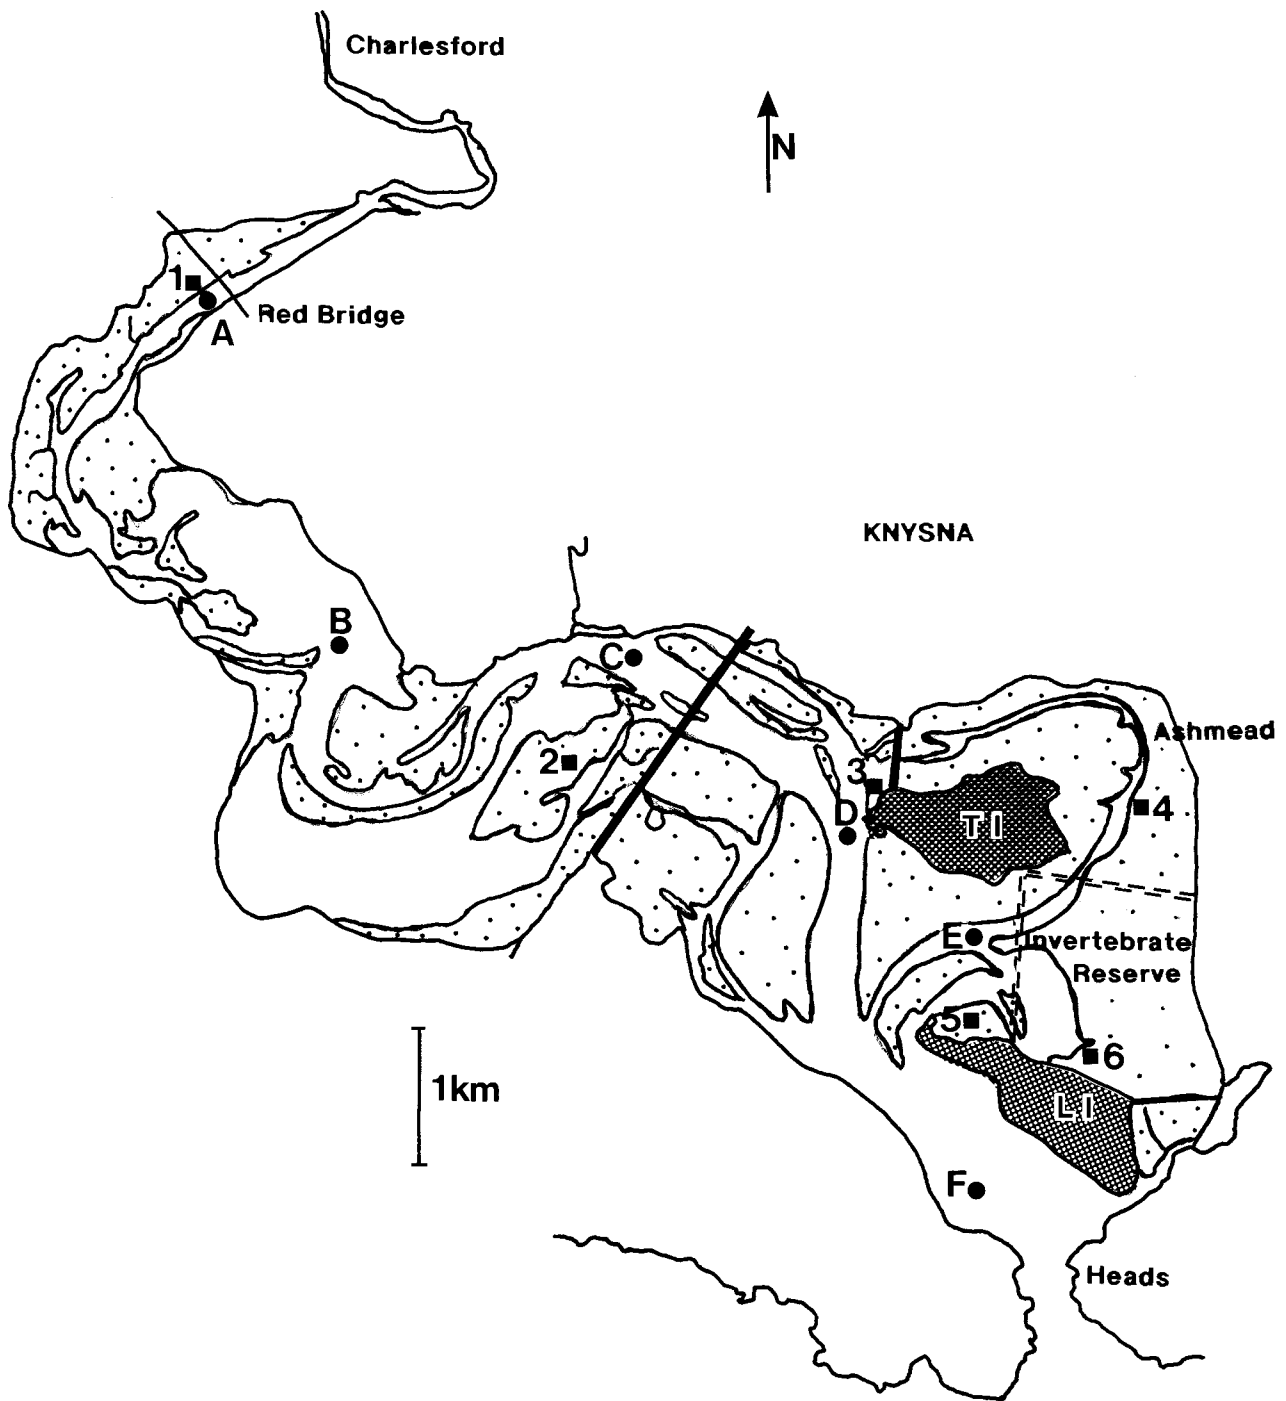 Charlesford
N
1
A
Red Bridge
KNYSNA
B
C
Ashmead
2
3
4
D
TI
E
Invertebrate
Reserve
5
6
1km
LI
F
Heads